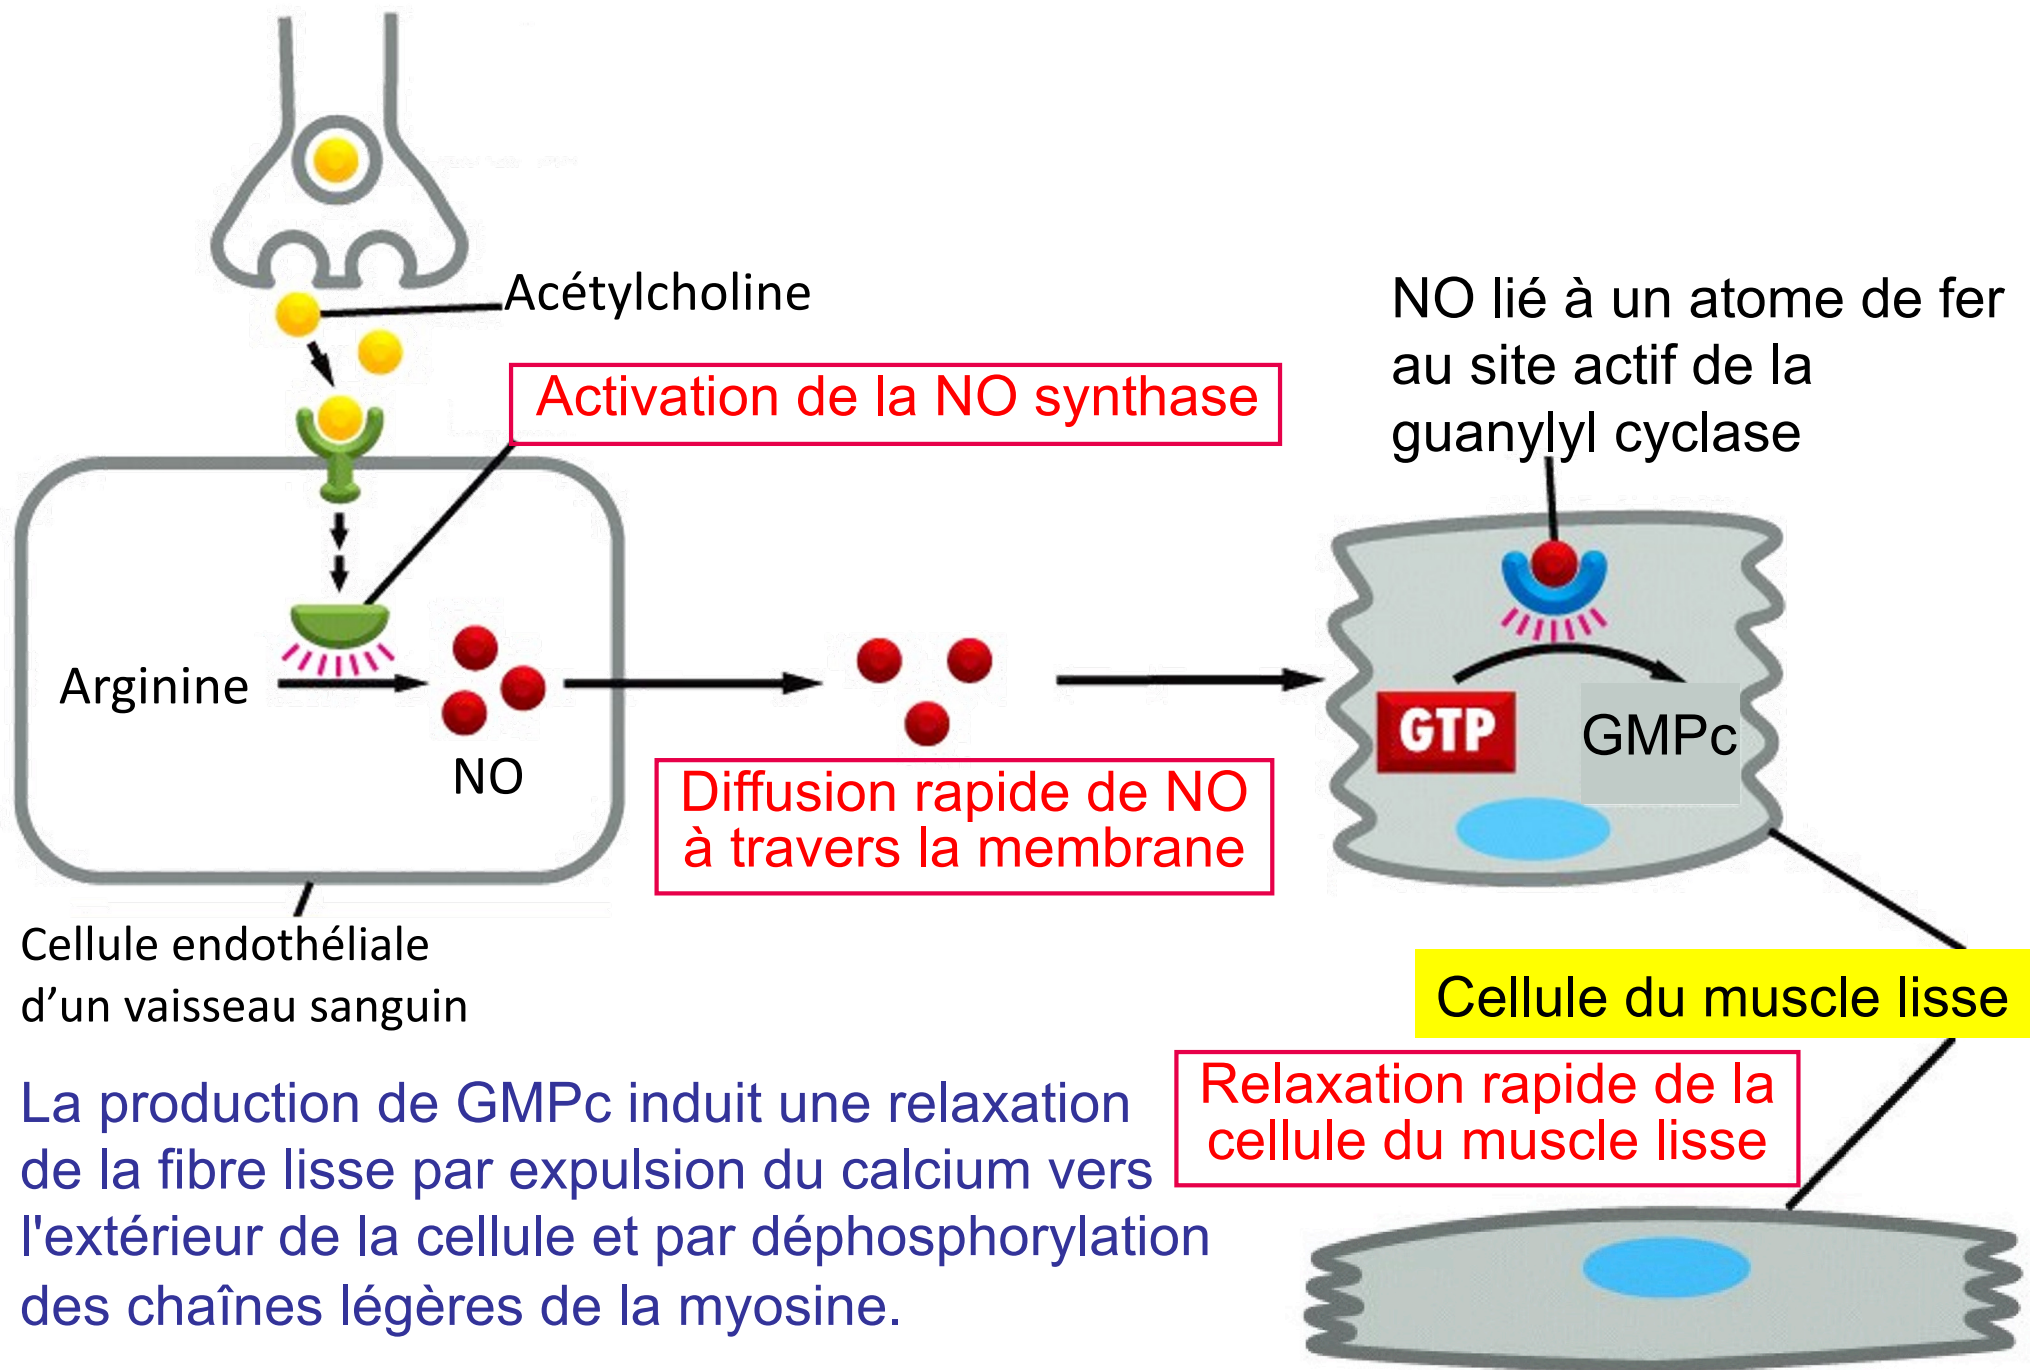 Acétylcholine
Activation de la NO synthase
NO lié à un atome de fer
au site actif de la
guanylyl cyclase
Arginine
NO
Diffusion rapide de NO
à travers la membrane
GTP
GMPc
Cellule endothéliale
d’un vaisseau sanguin
Cellule du muscle lisse
Relaxation rapide de la
cellule du muscle lisse
La production de GMPc induit une relaxation
de la fibre lisse par expulsion du calcium vers
l'extérieur de la cellule et par déphosphorylation
des chaînes légères de la myosine.